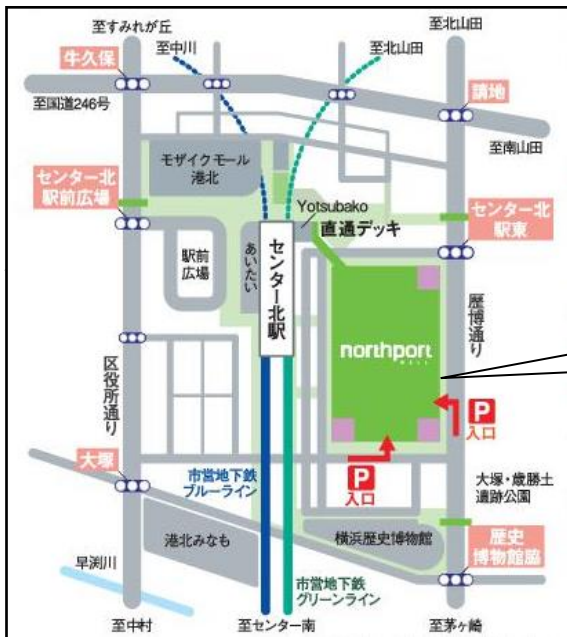 至すみれが丘
至中川
至北山田
至北山田
牛久保
至国道246号
請地
至南山田
モザイクモール
港北
センター北
駅前広場
Yotsubako
直通デッキ
センター北
駅東
駅前
広場
あいたい
センター北駅
northport
MALL
歴博通り
区役所通り
P
入口
P
入口
大塚
市営地下鉄
ブルーライン
大塚・歳勝土
遺跡公園
港北みなも
横浜歴史博物館
歴史
博物館脇
早渕川
市営地下鉄
グリーンライン
至中村
至センター南
至茅ヶ崎